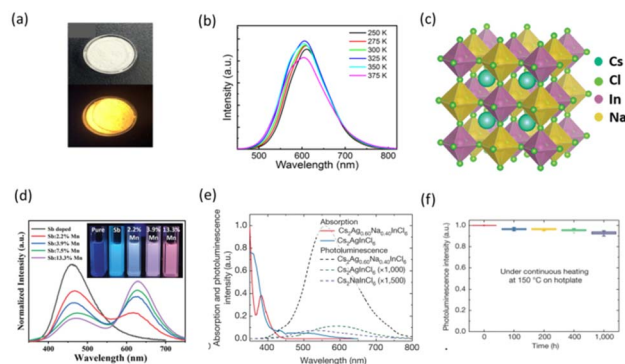 (a)
(b)
Intensity (a.u.)
250 K
275 K
300 K
325 K
350 K
375 K
500 600 700 800
Wavelength (nm)
(c)
Cs
Cl
In
Na
(d)
Normalized Intensity (a.u.)
Sb doped
Sb:2.2% Mn
Sb:3.9% Mn
Sb:7.5% Mn
Sb:13.3% Mn
Pure
Sb
2.2% Mn
3.9% Mn
13.3% Mn
400 500 600 700
Wavelength (nm)
(e)
Absorption and photoluminescence
intensity (a.u.)
8
7
6
5
4
3
2
1
0
Absorption
Cs₂Ag₀.₆₀Na₀.₄₀InCl₆
Cs₂AgInCl₆
Photoluminescence
Cs₂Ag₀.₆₀Na₀.₄₀InCl₆
Cs₂AgInCl₆ (×1,000)
Cs₂NaInCl₆ (×1,500)
400 500 600 700 800
Wavelength (nm)
(f)
Photoluminescence intensity (a.u.)
1.0
0.8
0.6
0.4
0.2
0
Under continuous heating
at 150 °C on hotplate
0 100 200 400 1,000
Time (h)